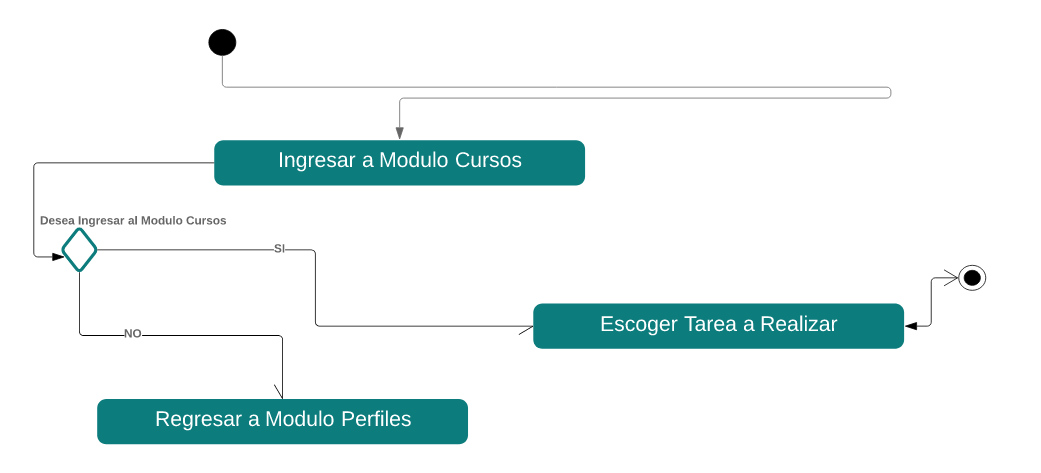 Ingresar a Modulo Cursos
Desea Ingresar al Modulo Cursos
SI
Escoger Tarea a Realizar
NO
Regresar a Modulo Perfiles